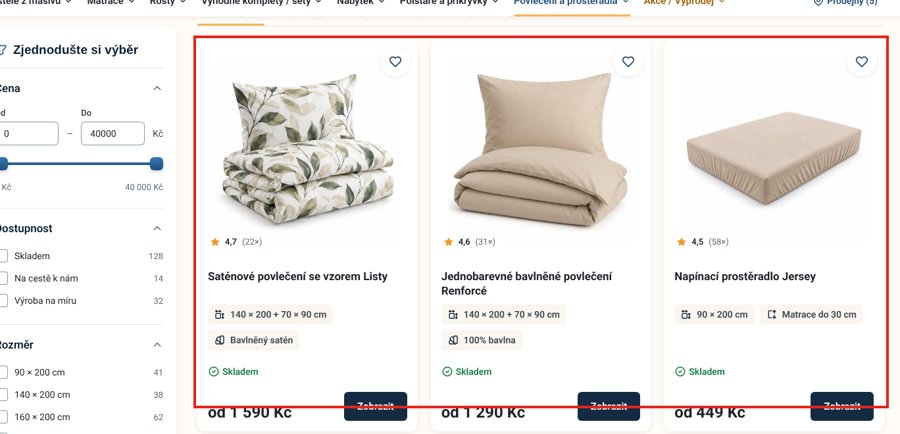 Matrace
Rošty
Výhodné komplety / sety
Nábytek
Polštáře a přikrývky
Povlečení a prostěradla
Akce / Výprodej
Prodejny (5)
Zjednodušte si výběr
Cena
Do
0
–
40000
Kč
Kč
40 000 Kč
Dostupnost
Skladem
128
Na cestě k nám
14
Výroba na míru
32
Rozměr
90 × 200 cm
41
140 × 200 cm
38
160 × 200 cm
62
4,7 (22×)
Saténové povlečení se vzorem Listy
140 × 200 + 70 × 90 cm
Bavlněný satén
Skladem
od 1 590 Kč
Zobrazit
4,6 (31×)
Jednobarevné bavlněné povlečení
Renforcé
140 × 200 + 70 × 90 cm
100% bavlna
Skladem
od 1 290 Kč
Zobrazit
4,5 (58×)
Napínací prostěradlo Jersey
90 × 200 cm
Matrace do 30 cm
Skladem
od 449 Kč
Zobrazit